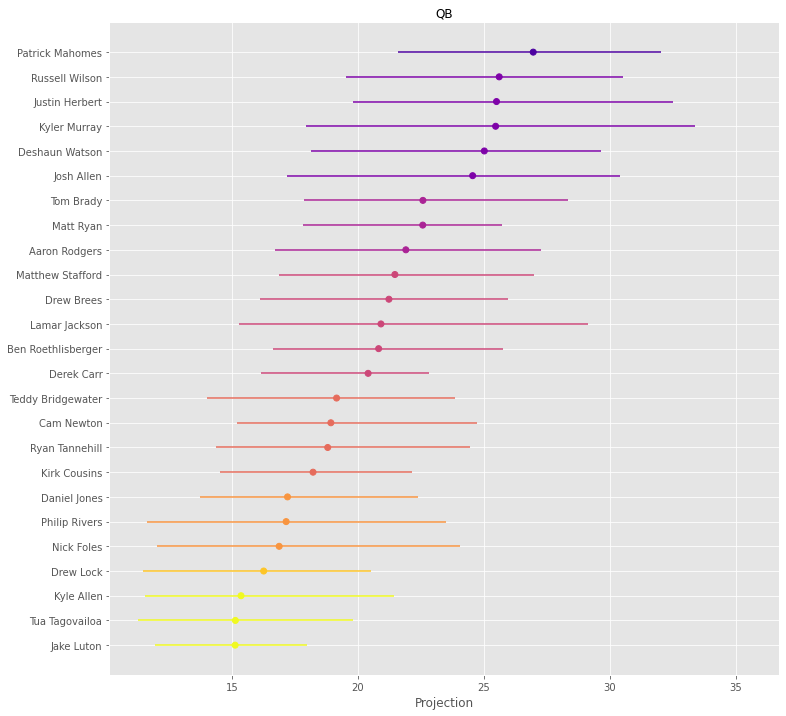 QB
Patrick Mahomes
Russell Wilson
Justin Herbert
Kyler Murray
Deshaun Watson
Josh Allen
Tom Brady
Matt Ryan
Aaron Rodgers
Matthew Stafford
Drew Brees
Lamar Jackson
Ben Roethlisberger
Derek Carr
Teddy Bridgewater
Cam Newton
Ryan Tannehill
Kirk Cousins
Daniel Jones
Philip Rivers
Nick Foles
Drew Lock
Kyle Allen
Tua Tagovailoa
Jake Luton
15 20 25 30 35
Projection